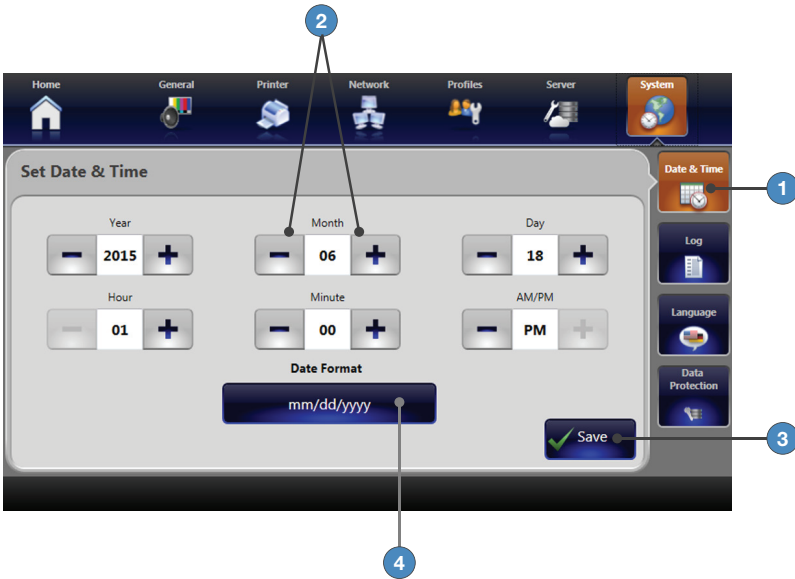 2
Home General Printer Network Profiles Server System
Set Date & Time
Date & Time
1
Year Month Day
2015 06 18
Log
Hour Minute AM/PM
01 00 PM
Language
Date Format
mm/dd/yyyy
Data
Protection
Save
3
4